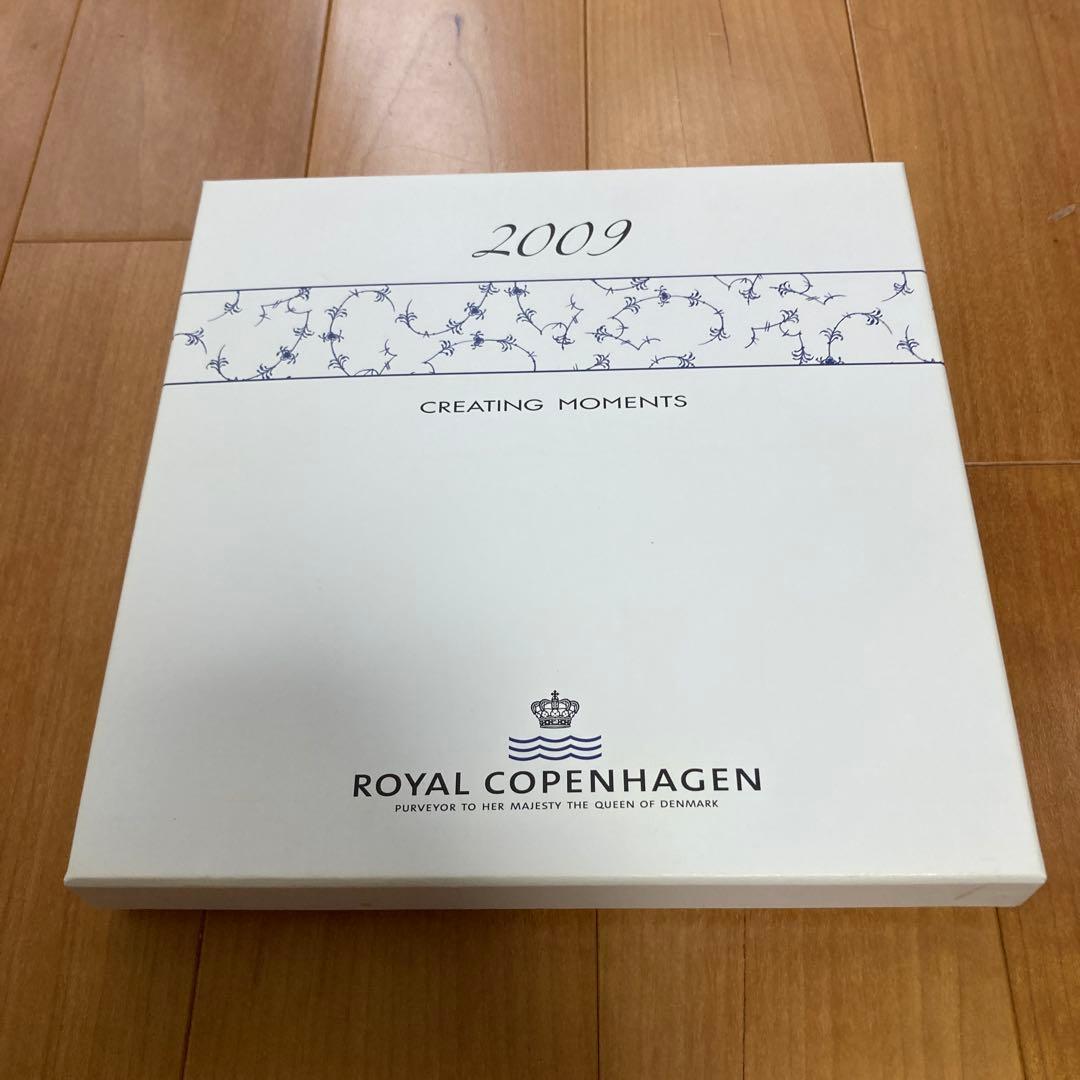 2009
CREATING MOMENTS
ROYAL COPENHAGEN
PURVEYOR TO HER MAJESTY THE QUEEN OF DENMARK